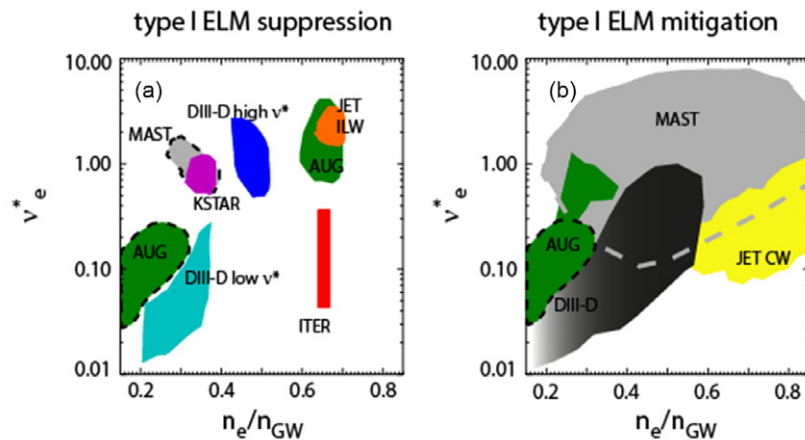 type I ELM suppression
type I ELM mitigation
10.00
(a)
DIII-D high ν*
JET
ILW
MAST
1.00
AUG
KSTAR
ν*e
AUG
0.10
DIII-D low ν*
ITER
0.01
0.2 0.4 0.6 0.8
ne/nGW
10.00
(b)
MAST
1.00
ν*e
AUG
JET CW
0.10
DIII-D
0.01
0.2 0.4 0.6 0.8
ne/nGW